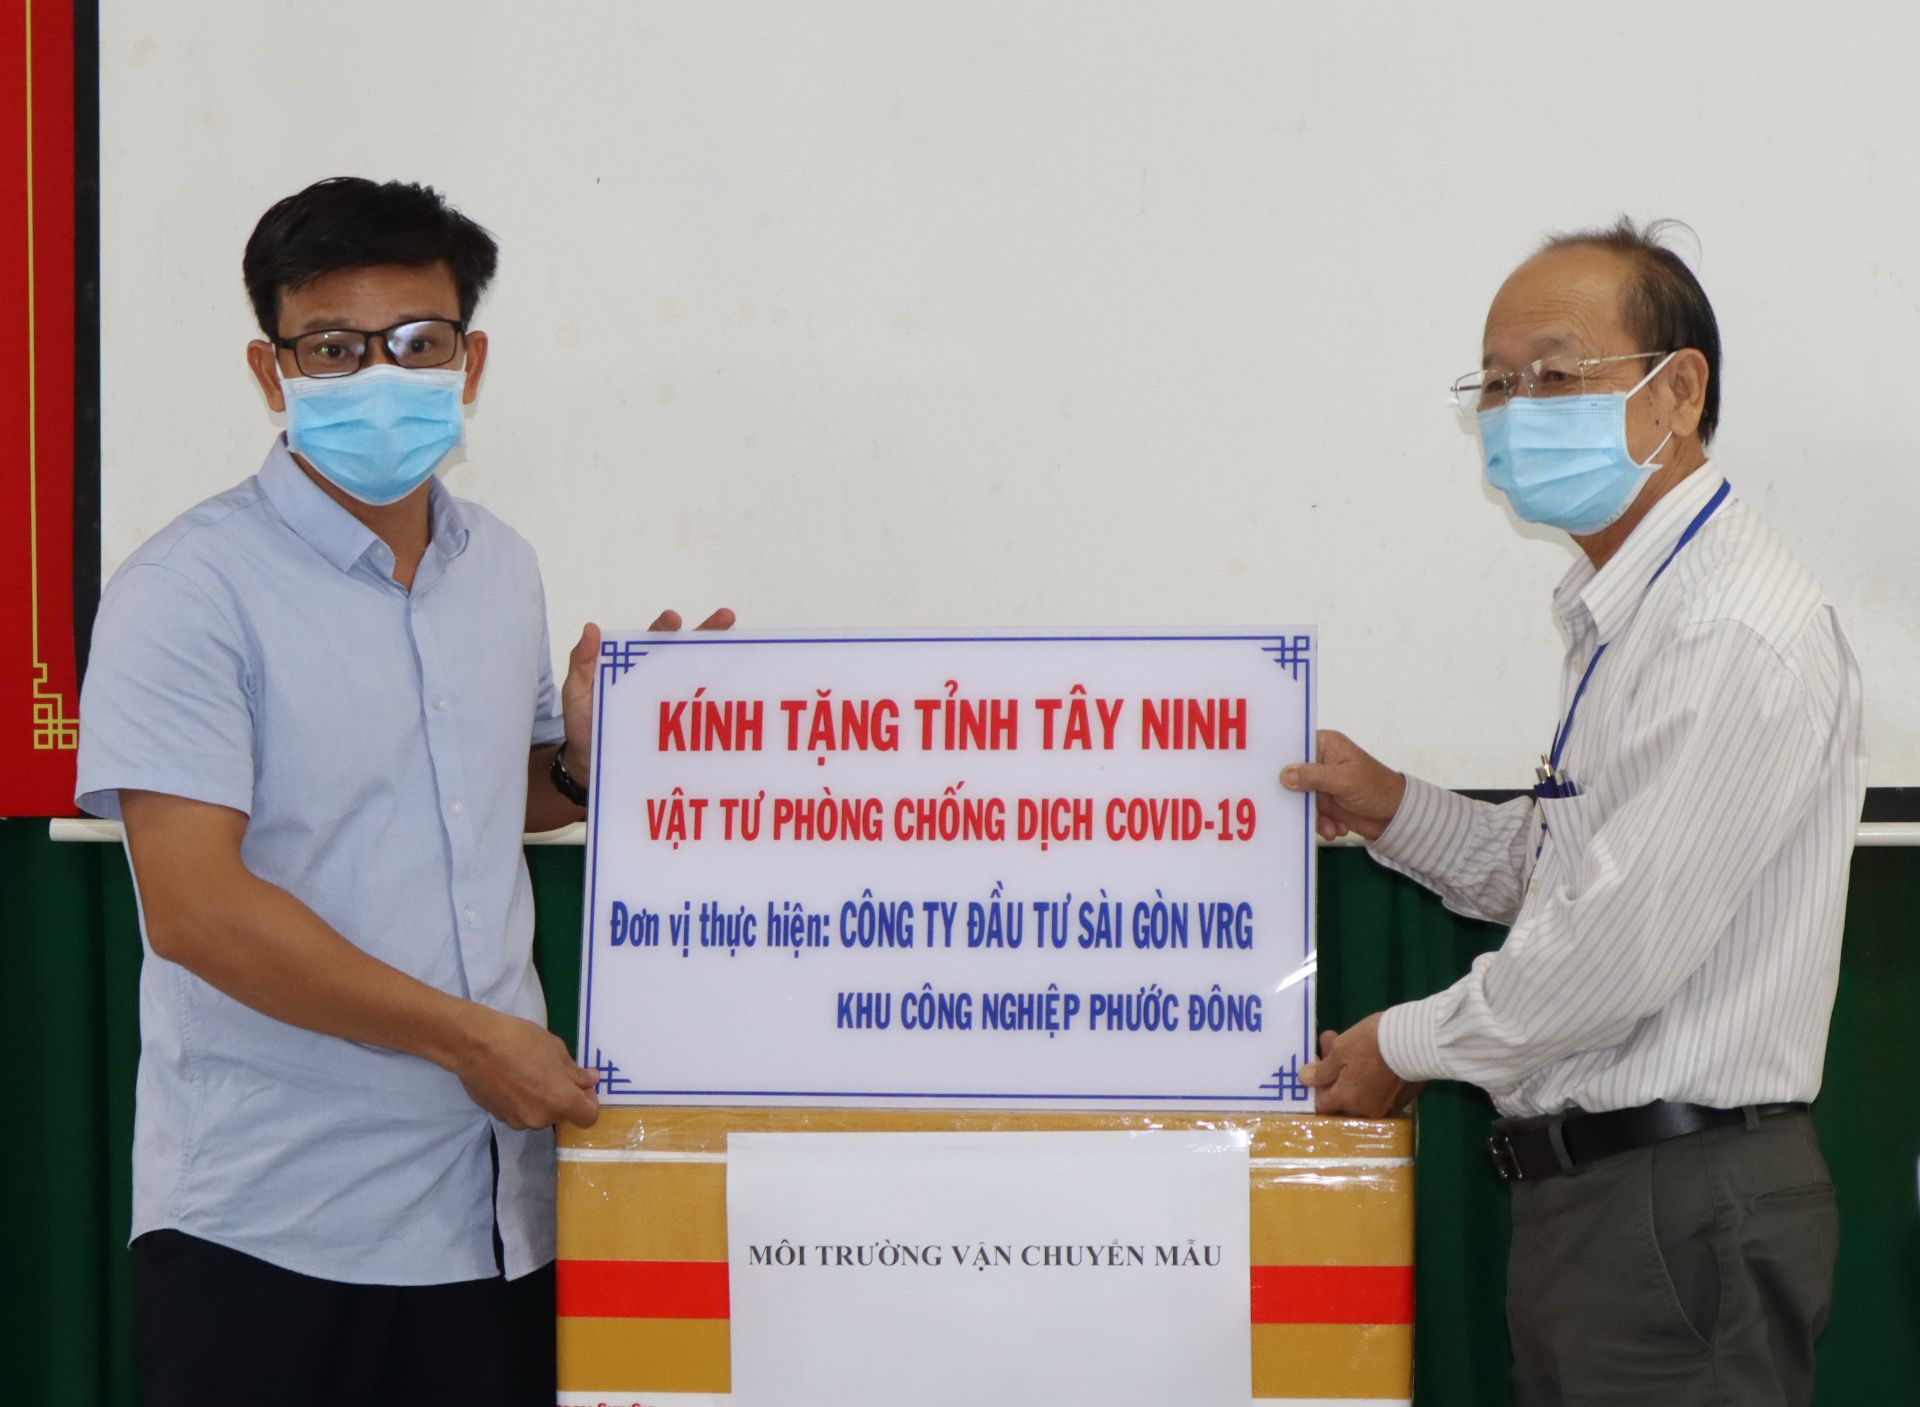 KÍNH TẶNG TỈNH TÂY NINH
VẬT TƯ PHÒNG CHỐNG DỊCH COVID-19
Đơn vị thực hiện: CÔNG TY ĐẦU TƯ SÀI GÒN VRG
KHU CÔNG NGHIỆP PHƯỚC ĐÔNG
MÔI TRƯỜNG VẬN CHUYỂN MẪU